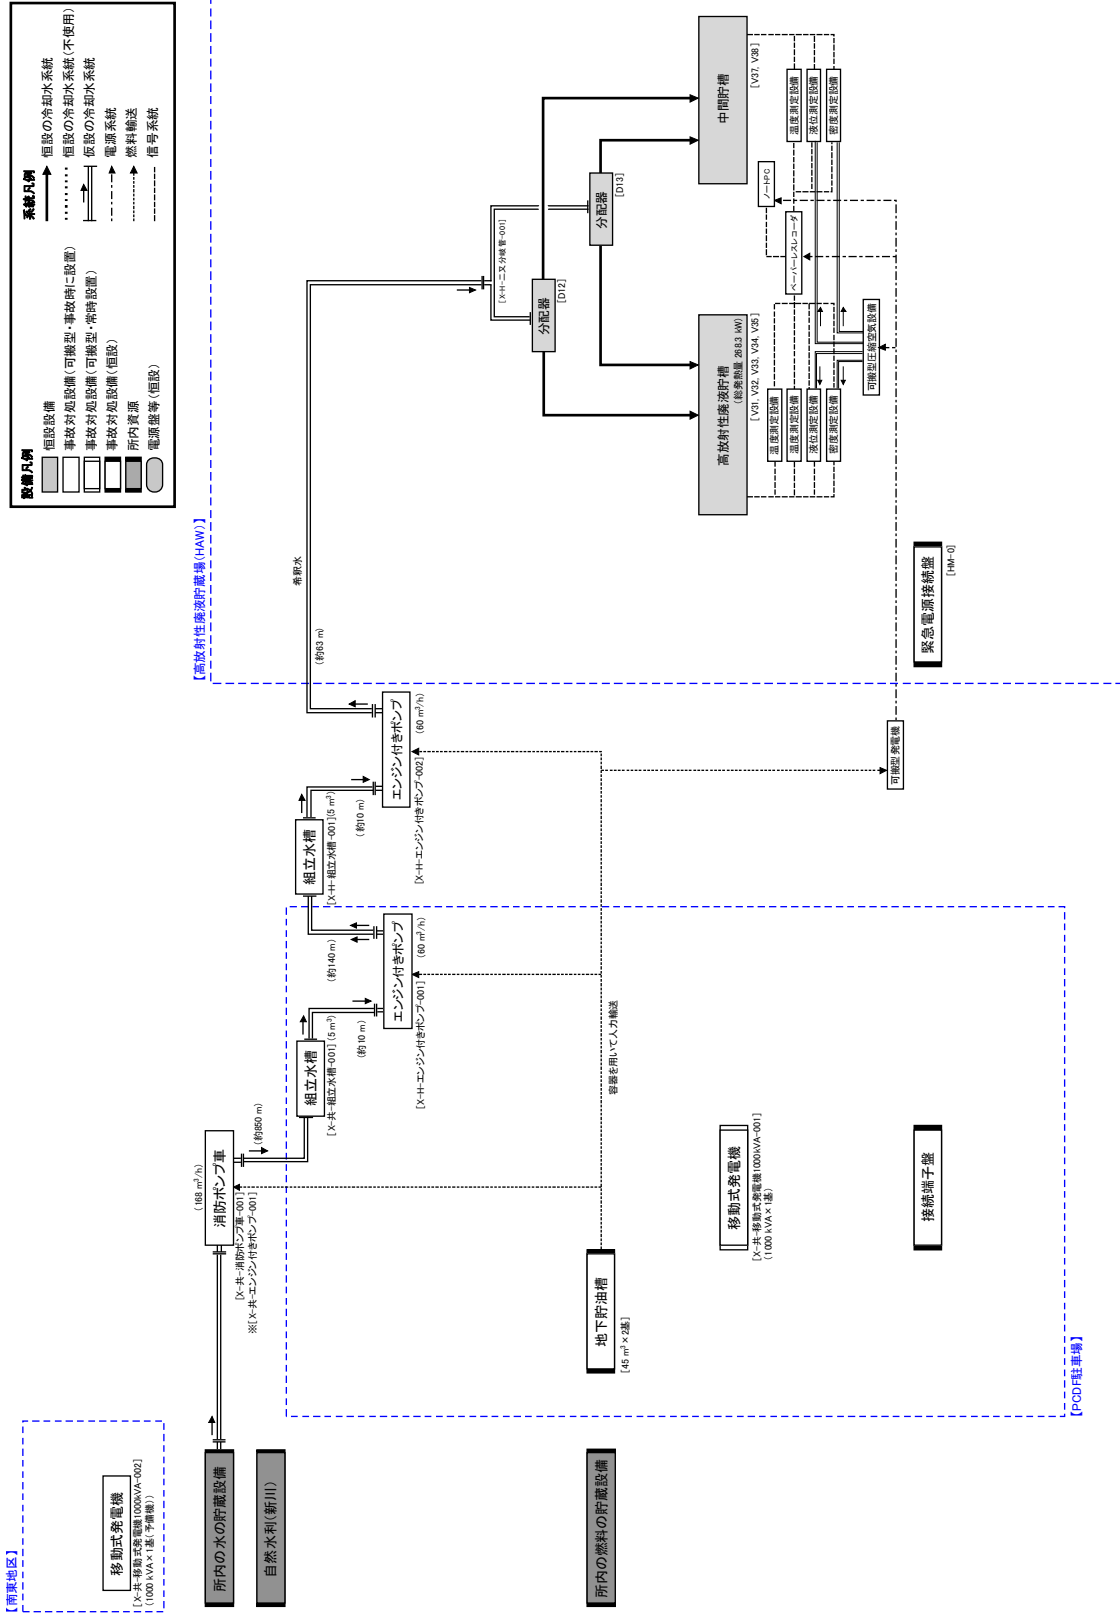 【南東地区】
移動式発電機
[X-共-移動式発電機1000kVA-002]
(1000 kVA×1基(予備機))
所内の水の貯蔵設備
自然水利(新川)
所内の燃料の貯蔵設備
(168 m³/h)
消防ポンプ車
[X-共-消防ポンプ車-001]
※[X-共-エンジン付きポンプ-001]
(約850 m)
組立水槽
[X-共-組立水槽-001](5 m³)
(約10 m)
エンジン付きポンプ
(60 m³/h)
[X-H-エンジン付きポンプ-001]
(約140 m)
組立水槽
[X-H-組立水槽-001](5 m³)
(約10 m)
エンジン付きポンプ
(60 m³/h)
[X-H-エンジン付きポンプ-002]
地下貯油槽
[45 m³×2基]
容器を用いて人力輸送
移動式発電機
[X-共-移動式発電機1000kVA-001]
(1000 kVA×1基)
接続端子盤
【PCDF駐車場】
可搬型発電機
【高放射性廃液貯蔵場(HAW)】
(約63 m)
希釈水
[X-H-二又分岐管-001]
分配器
[D12]
分配器
[D13]
高放射性廃液貯槽
(総発熱量 268.3 kW)
[V31, V32, V33, V34, V35]
中間貯槽
[V37, V38]
温度測定設備
温度測定設備
液位測定設備
密度測定設備
温度測定設備
液位測定設備
密度測定設備
ペーパーレスレコーダ
ノートPC
可搬型圧縮空気設備
緊急電源接続盤
[HM-0]
設備凡例
恒設設備
事故対処設備(可搬型・事故時に設置)
事故対処設備(可搬型・常時設置)
事故対処設備(恒設)
所内資源
電源盤等(恒設)
系統凡例
恒設の冷却水系統
恒設の冷却水系統(不使用)
仮設の冷却水系統
電源系統
燃料輸送
信号系統